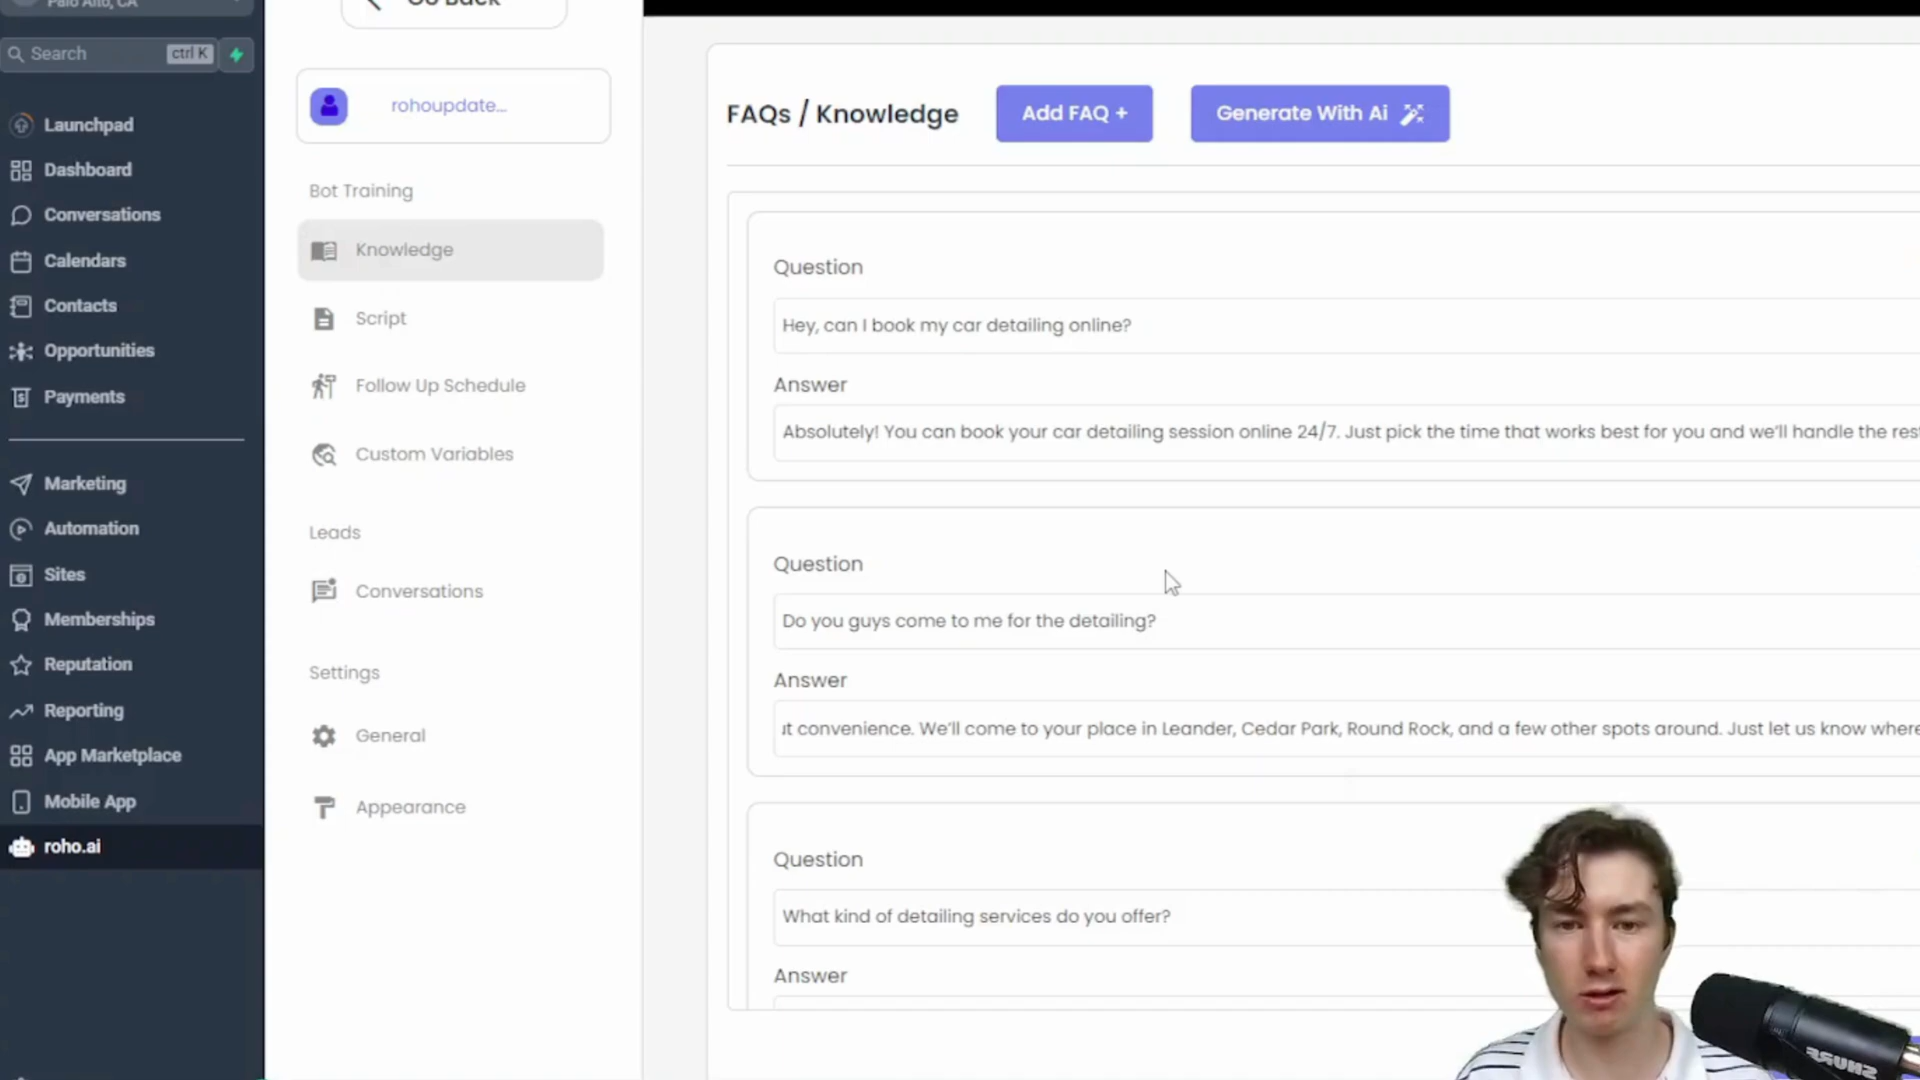 Palo Alto, CA
Search
ctrl K
Launchpad
Dashboard
Conversations
Calendars
Contacts
Opportunities
Payments
Marketing
Automation
Sites
Memberships
Reputation
Reporting
App Marketplace
Mobile App
roho.ai
Go Back
rohoupdate...
Bot Training
Knowledge
Script
Follow Up Schedule
Custom Variables
Leads
Conversations
Settings
General
Appearance
FAQs / Knowledge
Add FAQ +
Generate With Ai
Question
Hey, can I book my car detailing online?
Answer
Absolutely! You can book your car detailing session online 24/7. Just pick the time that works best for you and we'll handle the rest
Question
Do you guys come to me for the detailing?
Answer
convenience. We'll come to your place in Leander, Cedar Park, Round Rock, and a few other spots around. Just let us know where
Question
What kind of detailing services do you offer?
Answer
SHURE